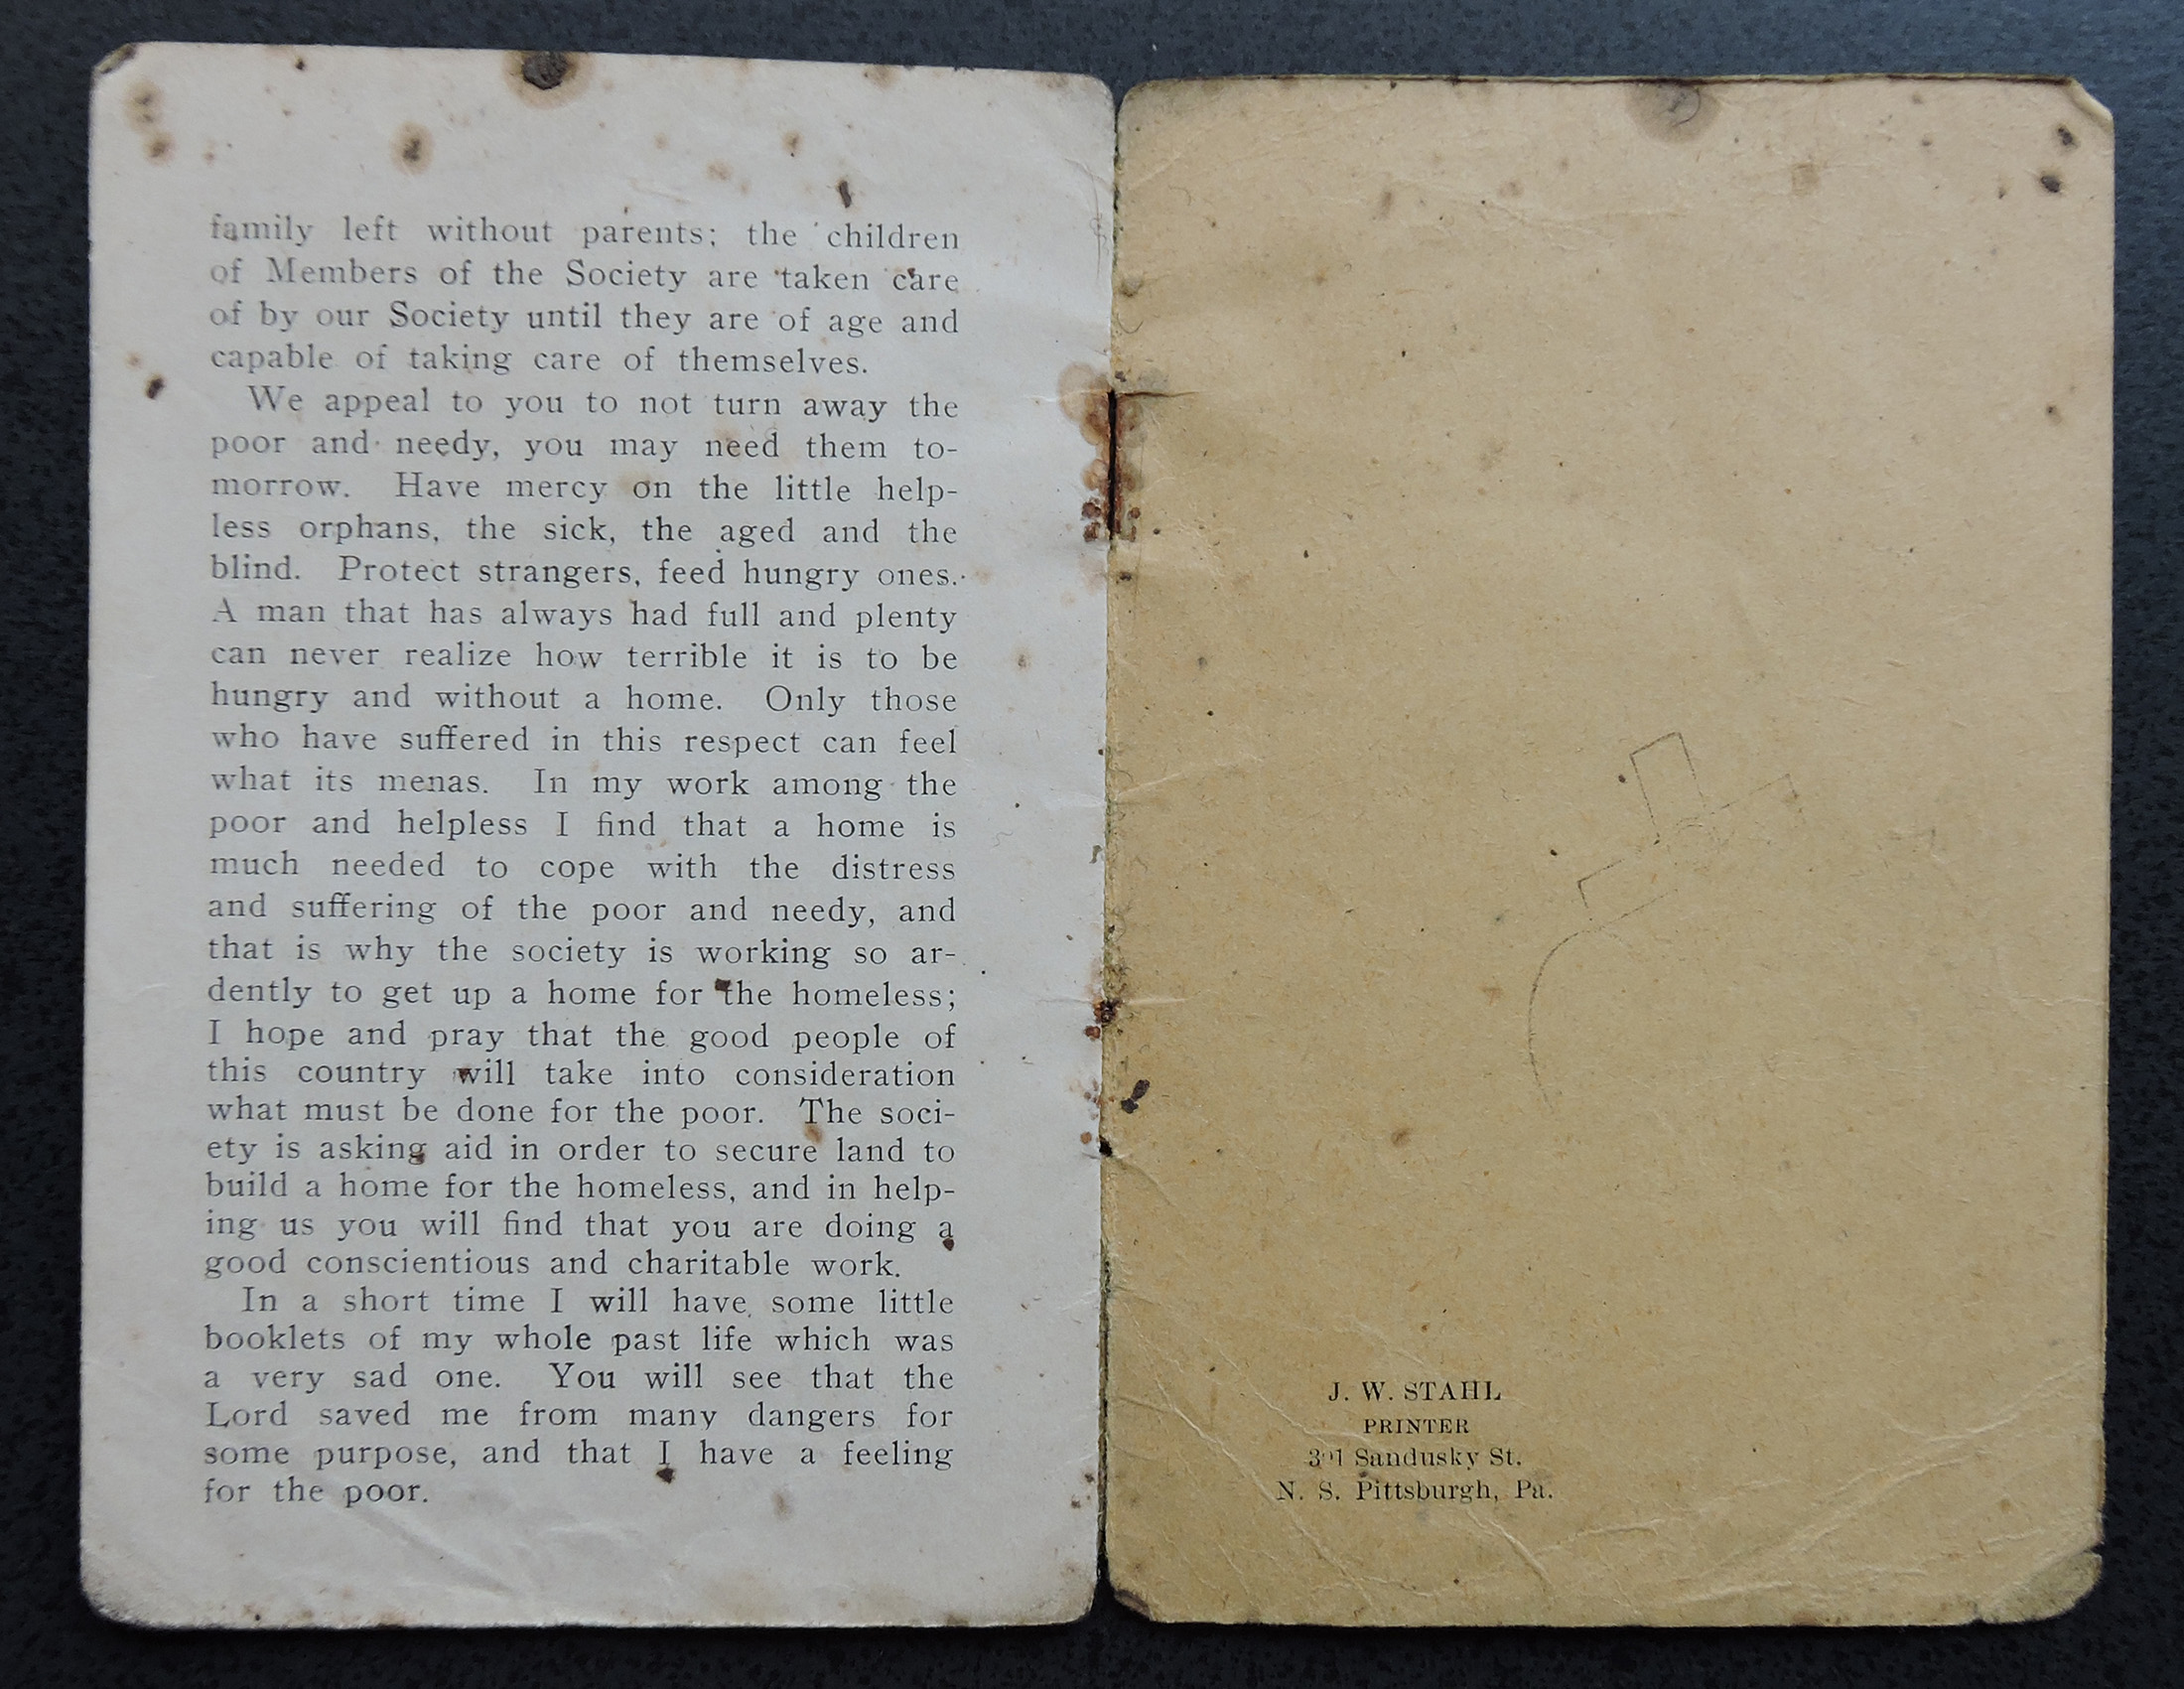 family left without parents; the children
of Members of the Society are taken care
of by our Society until they are of age and
capable of taking care of themselves.
We appeal to you to not turn away the
poor and needy, you may need them to-
morrow. Have mercy on the little help-
less orphans, the sick, the aged and the
blind. Protect strangers, feed hungry ones.
A man that has always had full and plenty
can never realize how terrible it is to be
hungry and without a home. Only those
who have suffered in this respect can feel
what its menas. In my work among the
poor and helpless I find that a home is
much needed to cope with the distress
and suffering of the poor and needy, and
that is why the society is working so ar-
dently to get up a home for the homeless;
I hope and pray that the good people of
this country will take into consideration
what must be done for the poor. The soci-
ety is asking aid in order to secure land to
build a home for the homeless, and in help-
ing us you will find that you are doing a
good conscientious and charitable work.
In a short time I will have some little
booklets of my whole past life which was
a very sad one. You will see that the
Lord saved me from many dangers for
some purpose, and that I have a feeling
for the poor.
J. W. STAHL
PRINTER
Sandusky St.
N. S. Pittsburgh, Pa.